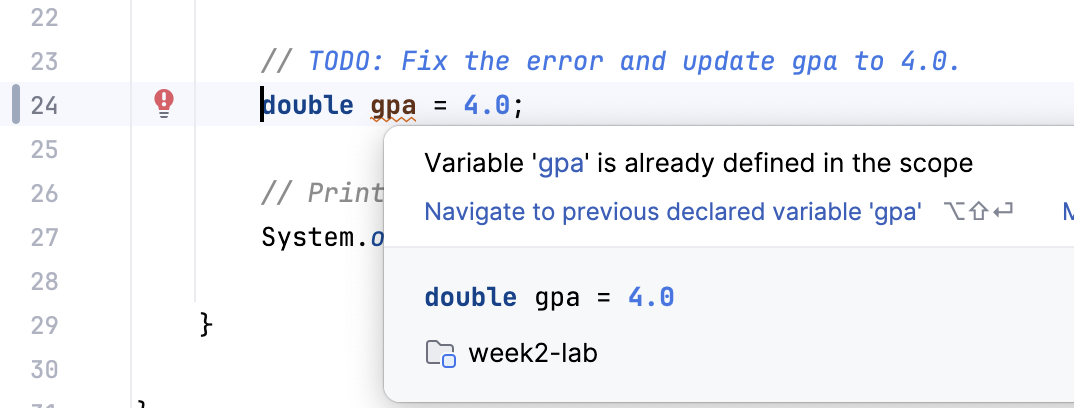 22
23 // TODO: Fix the error and update gpa to 4.0.
24 double gpa = 4.0;
25
Variable 'gpa' is already defined in the scope
26 // Print
Navigate to previous declared variable 'gpa' ⌥⇧↩
27 System.o
28
double gpa = 4.0
29 }
week2-lab
30